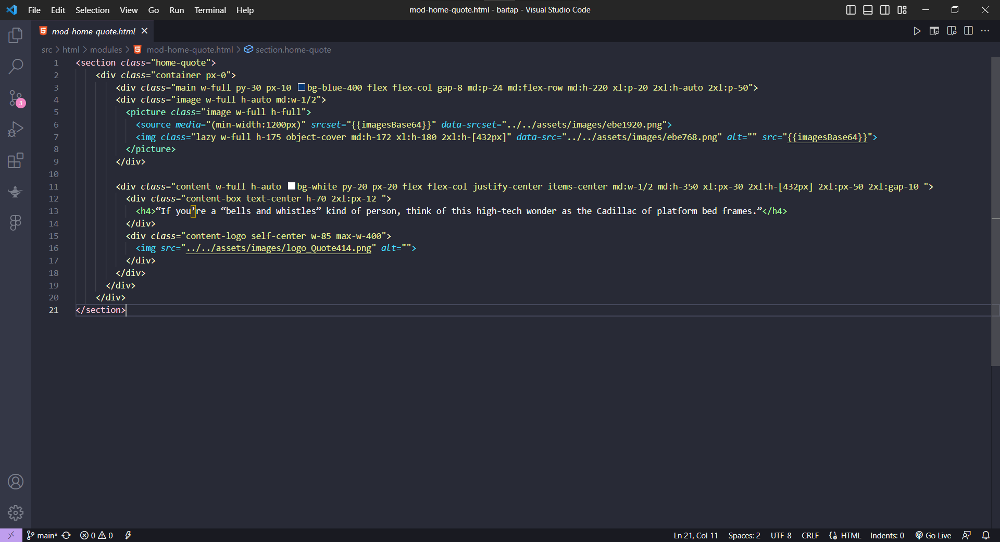 File Edit Selection View Go Run Terminal Help mod-home-quote.html - baitap - Visual Studio Code
mod-home-quote.html
src > html > modules > mod-home-quote.html > section.home-quote
1 <section class="home-quote">
2 <div class="container px-0">
3 <div class="main w-full py-30 px-10 bg-blue-400 flex flex-col gap-8 md:p-24 md:flex-row md:h-220 xl:p-20 2xl:h-auto 2xl:p-50">
4 <div class="image w-full h-auto md:w-1/2">
5 <picture class="image w-full h-full">
6 <source media="(min-width:1200px)" srcset="{{imagesBase64}}" data-srcset="../../assets/images/ebe1920.png">
7 <img class="lazy w-full h-175 object-cover md:h-172 xl:h-180 2xl:h-[432px]" data-src="../../assets/images/ebe768.png" alt="" src="{{imagesBase64}}">
8 </picture>
9 </div>
10
11 <div class="content w-full h-auto bg-white py-20 px-20 flex flex-col justify-center items-center md:w-1/2 md:h-350 xl:px-30 2xl:h-[432px] 2xl:px-50 2xl:gap-10 ">
12 <div class="content-box text-center h-70 2xl:px-12 ">
13 <h4>“If you’re a “bells and whistles” kind of person, think of this high-tech wonder as the Cadillac of platform bed frames.”</h4>
14 </div>
15 <div class="content-logo self-center w-85 max-w-400">
16 <img src="../../assets/images/logo_Quote414.png" alt="">
17 </div>
18 </div>
19 </div>
20 </div>
21 </section>
3
main* 0 0 Ln 21, Col 11 Spaces: 2 UTF-8 CRLF HTML Indents: 0 Go Live